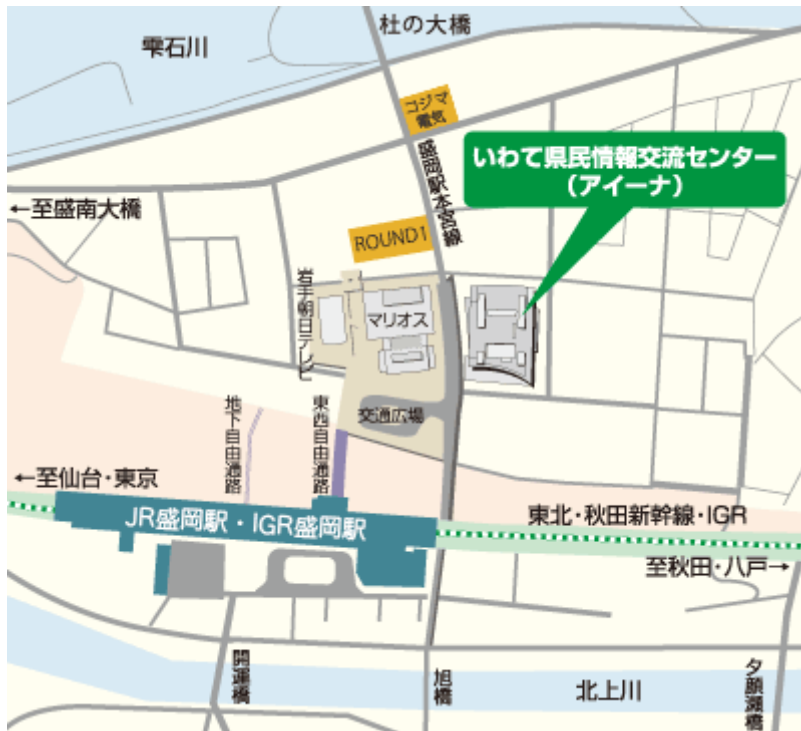 杜の大橋
雫石川
コジマ
電気
盛岡駅本宮線
いわて県民情報交流センター
（アイーナ）
←至盛南大橋
ROUND1
岩手朝日テレビ
マリオス
地下自由通路
東西自由通路
交通広場
←至仙台・東京
JR盛岡駅・IGR盛岡駅
東北・秋田新幹線・IGR
至秋田・八戸→
開運橋
旭橋
北上川
夕顔瀬橋